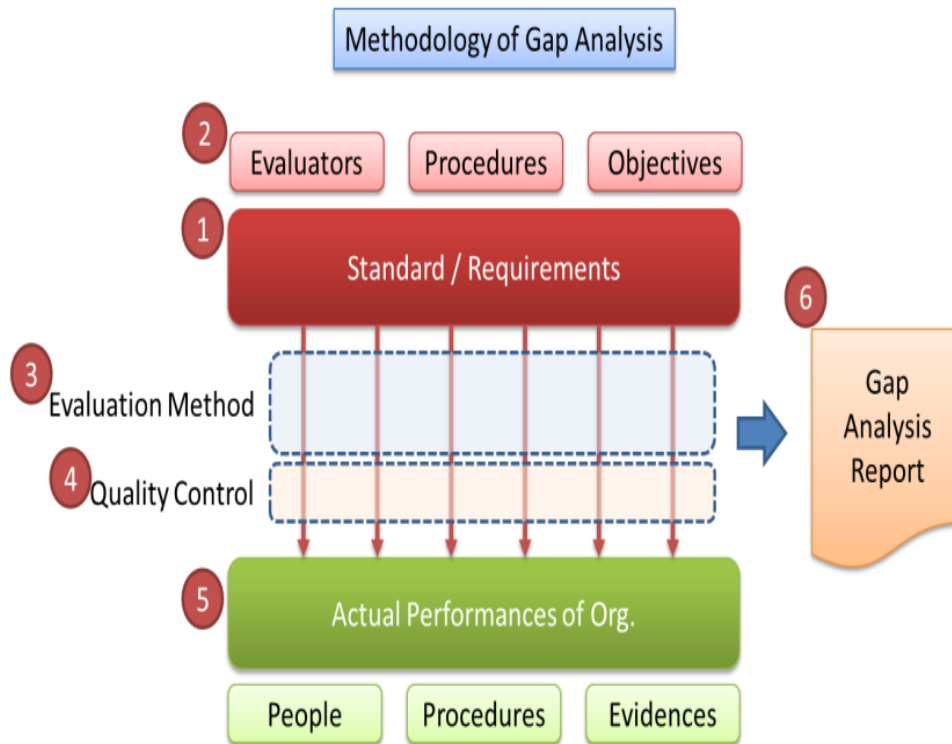 Methodology of Gap Analysis
2
Evaluators
Procedures
Objectives
1
Standard / Requirements
6
3
Evaluation Method
Gap
Analysis
Report
4
Quality Control
5
Actual Performances of Org.
People
Procedures
Evidences